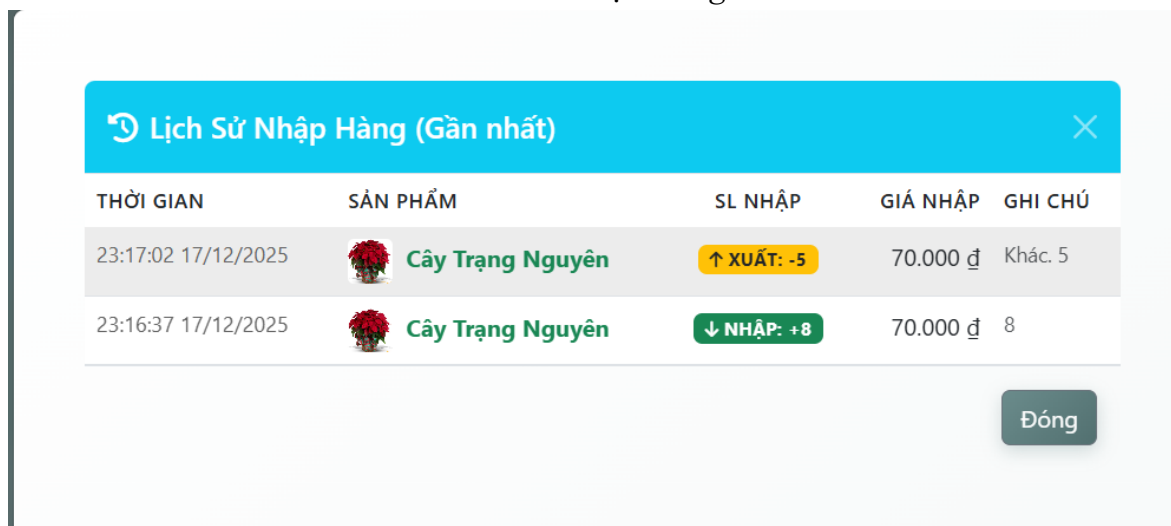 Lịch Sử Nhập Hàng (Gần nhất)
THỜI GIAN SẢN PHẨM SL NHẬP GIÁ NHẬP GHI CHÚ
23:17:02 17/12/2025 Cây Trạng Nguyên ↑ XUẤT: -5 70.000 ₫ Khác. 5
23:16:37 17/12/2025 Cây Trạng Nguyên ↓ NHẬP: +8 70.000 ₫ 8
Đóng